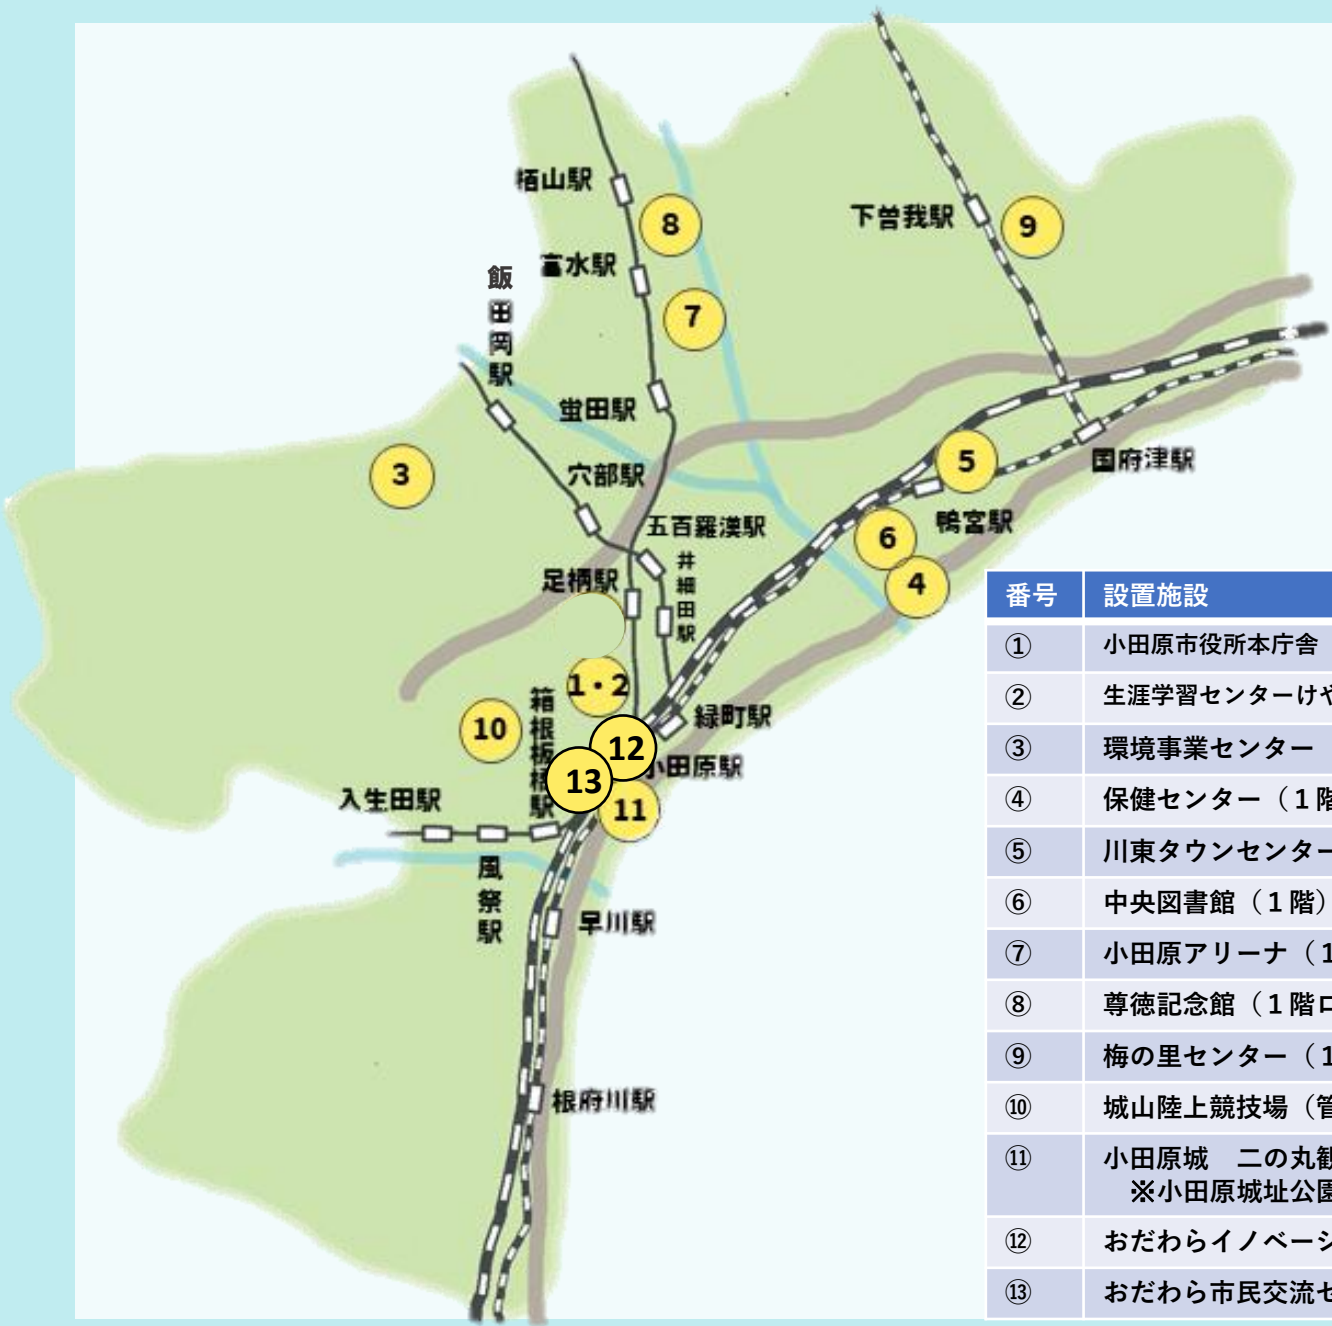 栢山駅
8
下曽我駅
9
富水駅
飯田岡駅
7
蛍田駅
3
穴部駅
5
国府津駅
五百羅漢駅
鴨宮駅
6
井細田駅
足柄駅
4
1・2
箱根板橋駅
10
緑町駅
12
小田原駅
13
入生田駅
11
風祭駅
早川駅
根府川駅
番号 設置施設
① 小田原市役所本庁舎
② 生涯学習センターけや
③ 環境事業センター
④ 保健センター（１階
⑤ 川東タウンセンター
⑥ 中央図書館（１階）
⑦ 小田原アリーナ（１
⑧ 尊徳記念館（１階ロ
⑨ 梅の里センター（１
⑩ 城山陸上競技場（管
⑪ 小田原城　二の丸観
※小田原城址公園
⑫ おだわらイノベーシ
⑬ おだわら市民交流セ